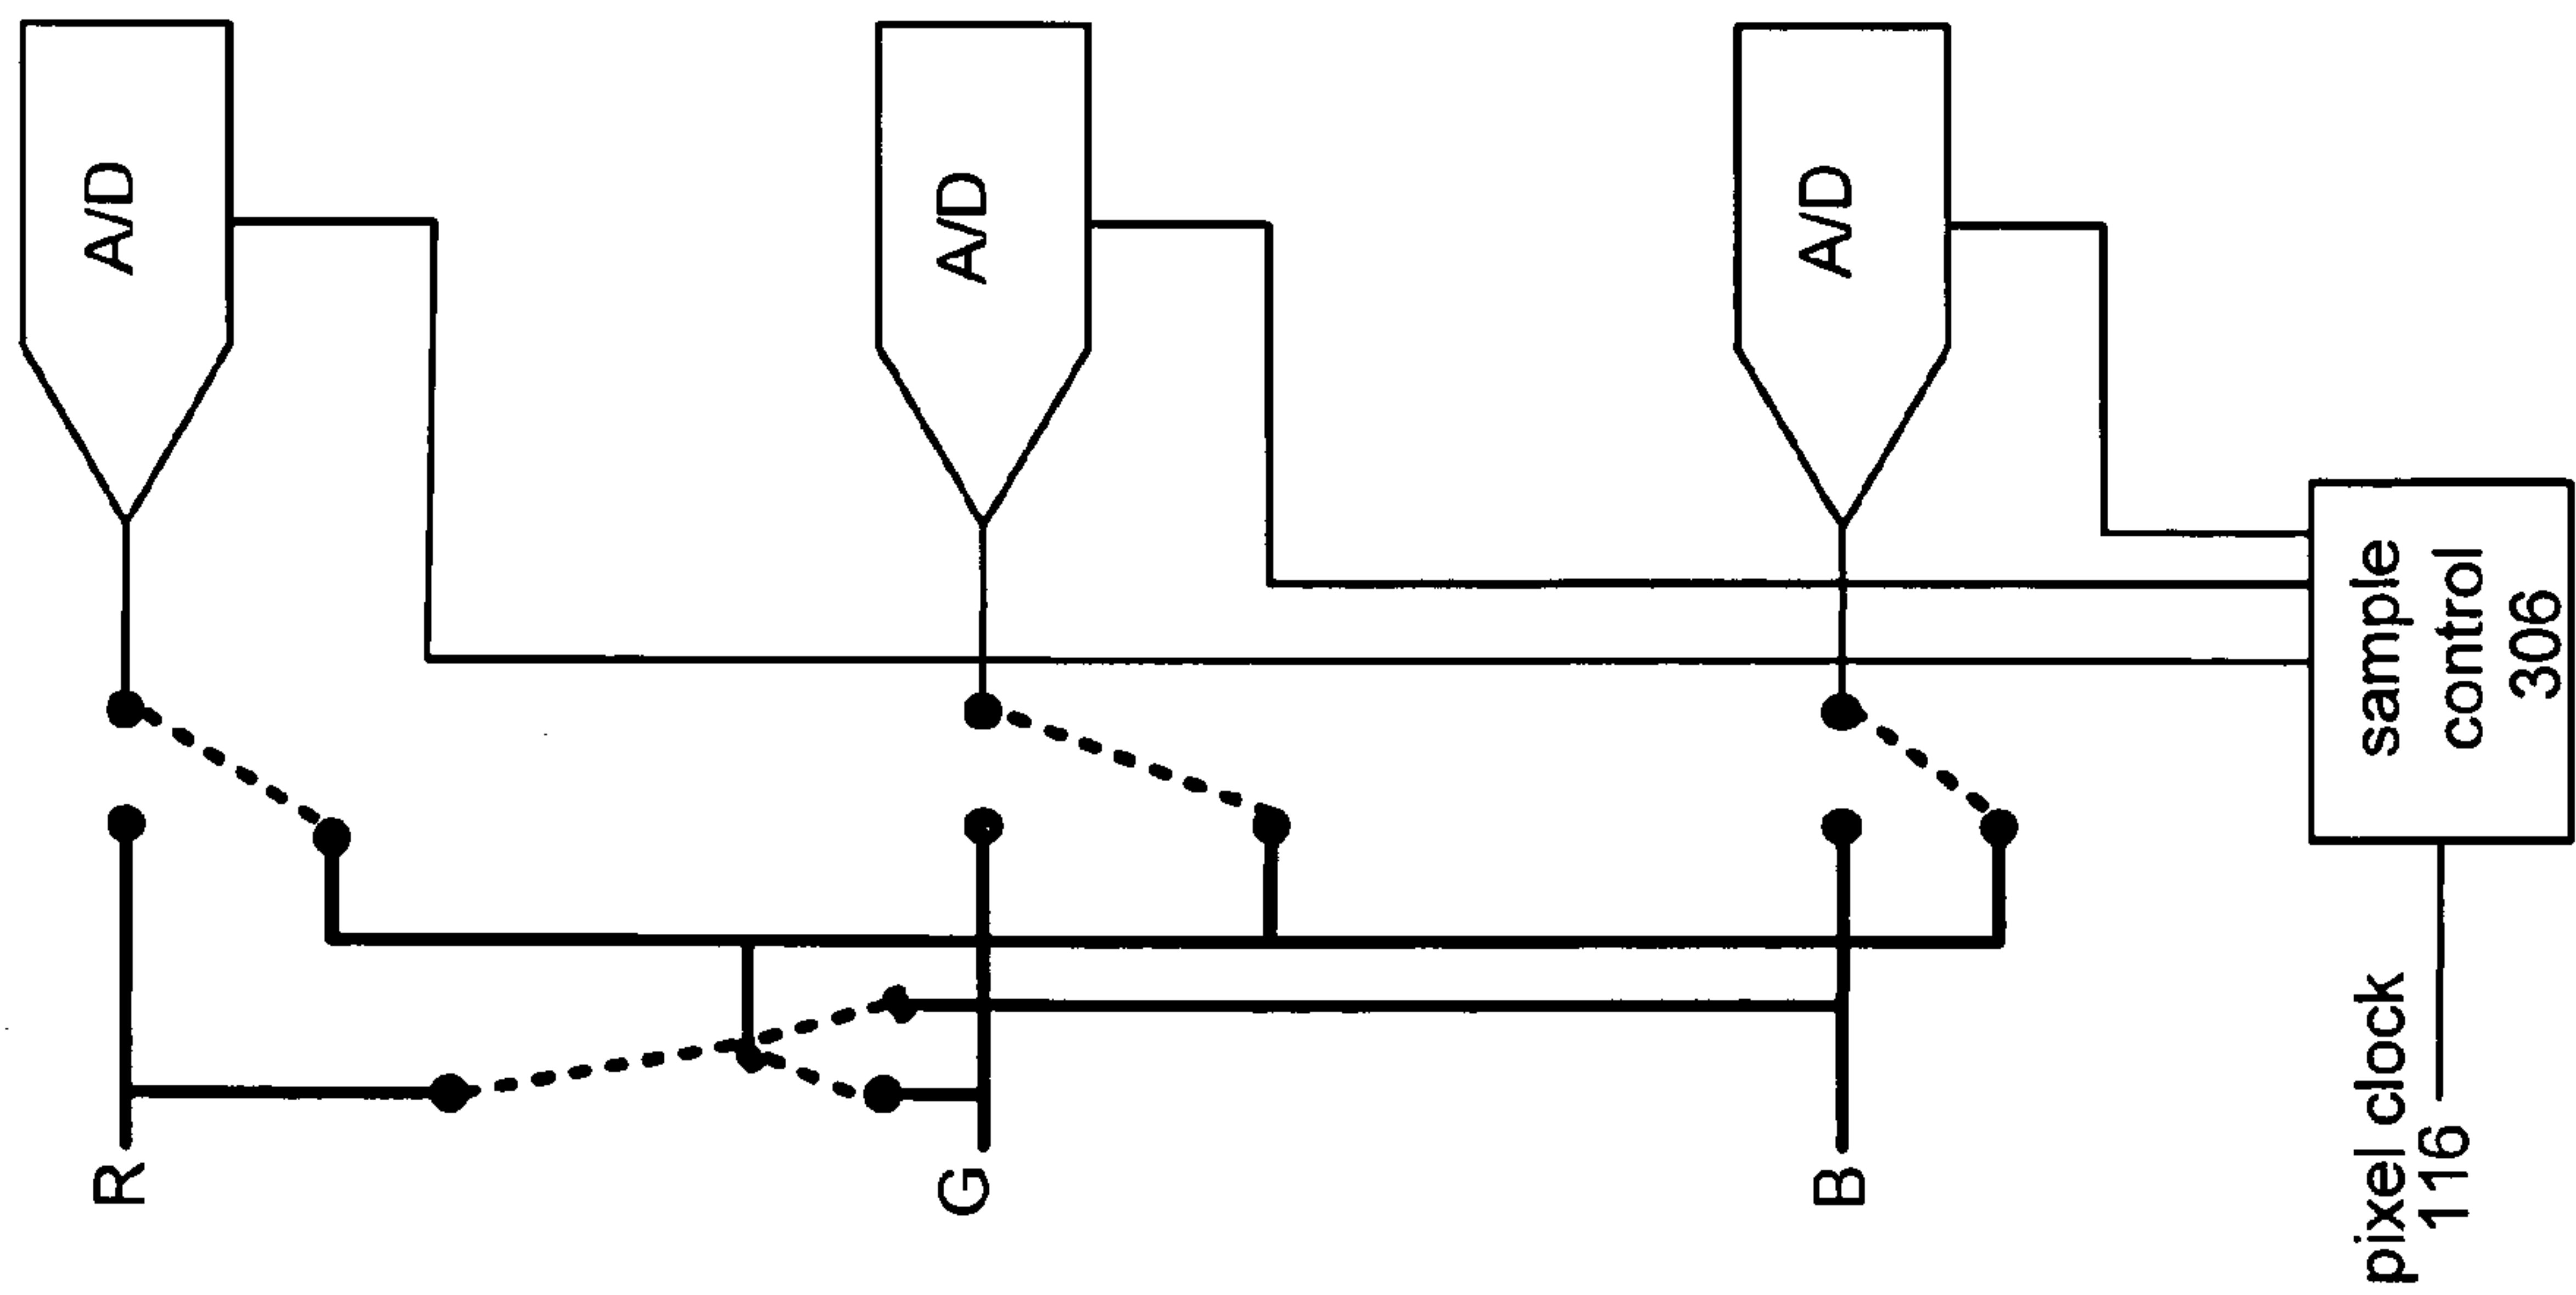 A/D
A/D
A/D
R
G
B
sample
control
306
pixel clock
116